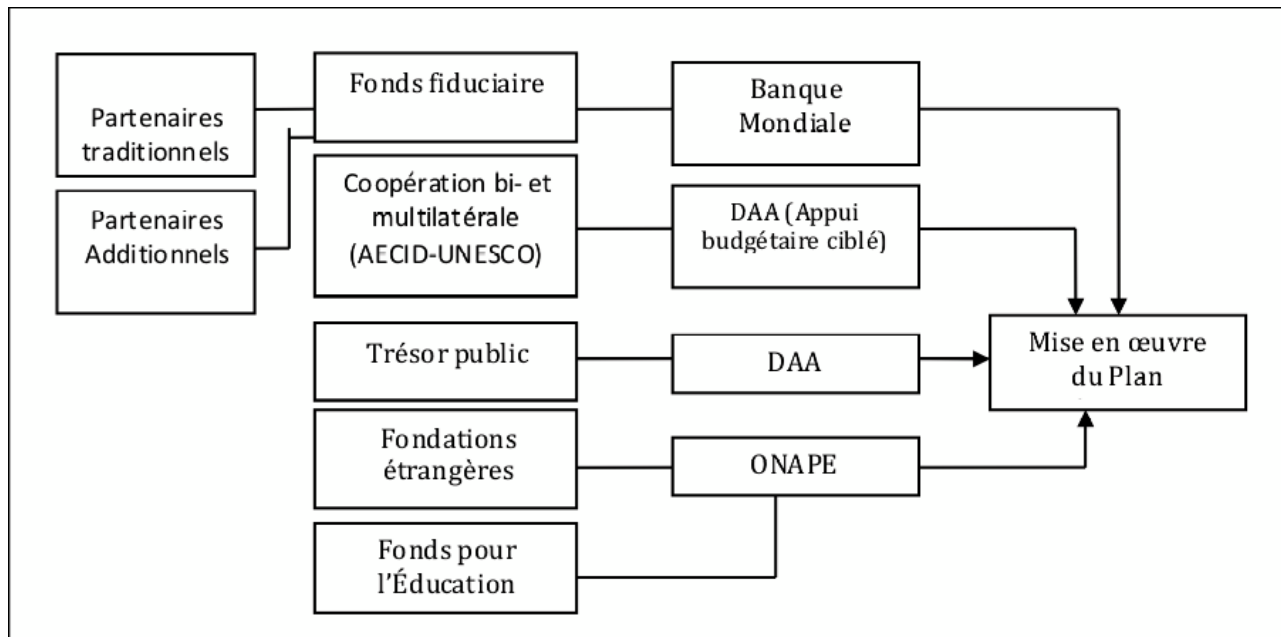 Partenaires
traditionnels
Partenaires
Additionnels
Fonds fiduciaire
Coopération bi- et
multilatérale
(AECID-UNESCO)
Trésor public
Fondations
étrangères
Fonds pour
l'Éducation
Banque
Mondiale
DAA (Appui
budgétaire ciblé)
DAA
ONAPE
Mise en œuvre
du Plan